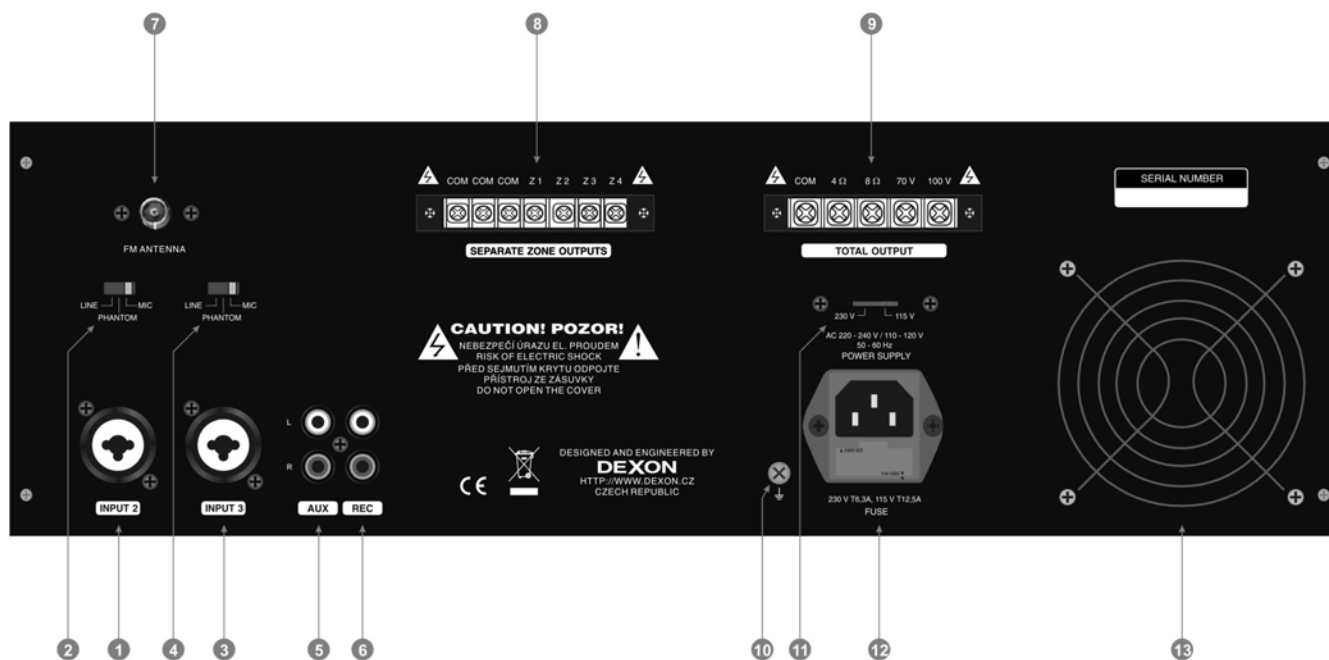 7
8
9
COM COM COM Z 1 Z 2 Z 3 Z 4
COM 4 Ω 8 Ω 70 V 100 V
SERIAL NUMBER
FM ANTENNA
SEPARATE ZONE OUTPUTS
TOTAL OUTPUT
LINE MIC
PHANTOM
LINE MIC
PHANTOM
230 V 115 V
CAUTION! POZOR!
NEBEZPEČÍ ÚRAZU EL. PROUDEM
RISK OF ELECTRIC SHOCK
PŘED SEJMUTÍM KRYTU ODPOJTE
PŘÍSTROJ ZE ZÁSUVKY
DO NOT OPEN THE COVER
AC 220 - 240 V / 110 - 120 V
50 - 60 Hz
POWER SUPPLY
L
R
DESIGNED AND ENGINEERED BY
DEXON
HTTP://WWW.DEXON.CZ
CZECH REPUBLIC
CE
INPUT 2
INPUT 3
AUX
REC
230 V T6,3A, 115 V T12,5A
FUSE
2
1
4
3
5
6
10
11
12
13